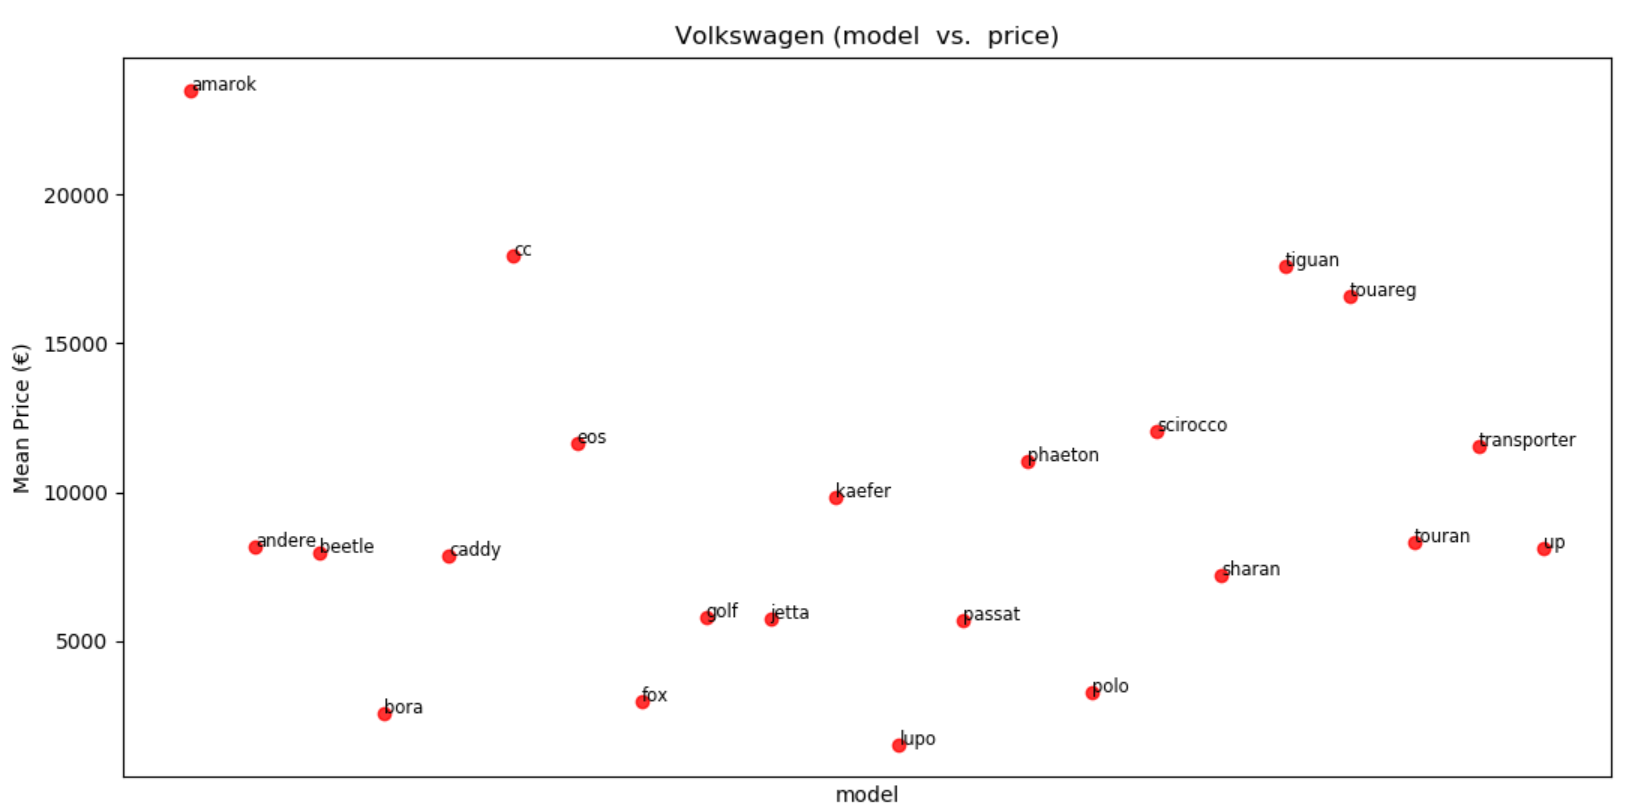 Volkswagen (model  vs.  price)
amarok
20000
cc
tiguan
touareg
15000
Mean Price (€)
scirocco
eos
transporter
phaeton
10000
kaefer
andere
beetle
caddy
touran
up
sharan
golf
jetta
passat
5000
polo
fox
bora
lupo
model